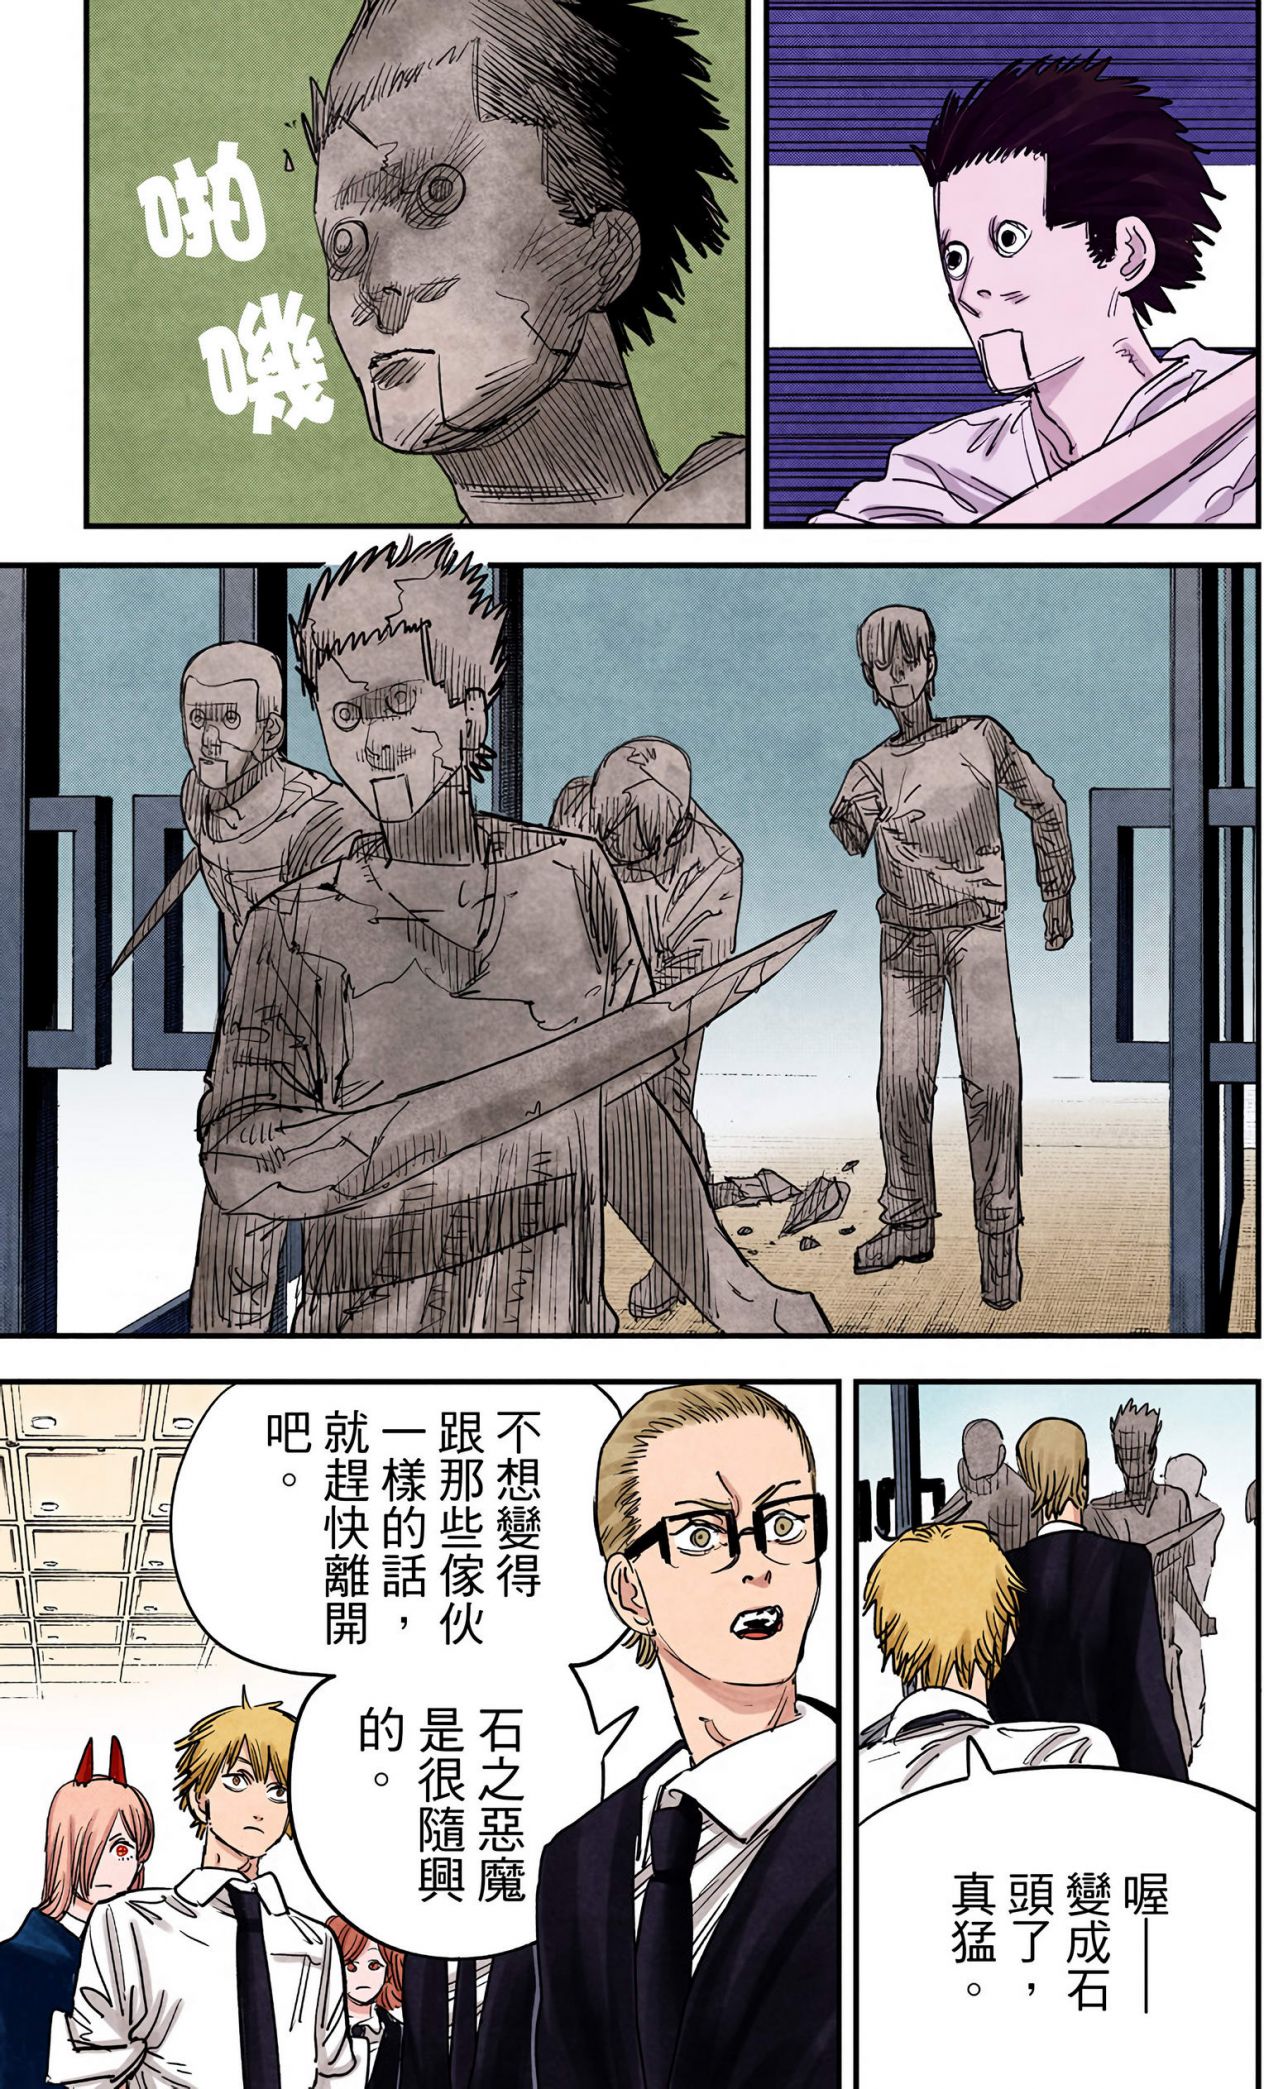 啪
嘰
喔——
變成石
頭了，
真猛。
不想變得
跟那些傢伙
一樣的話，
就趕快離開
吧。
石之惡魔
是很隨興
的。